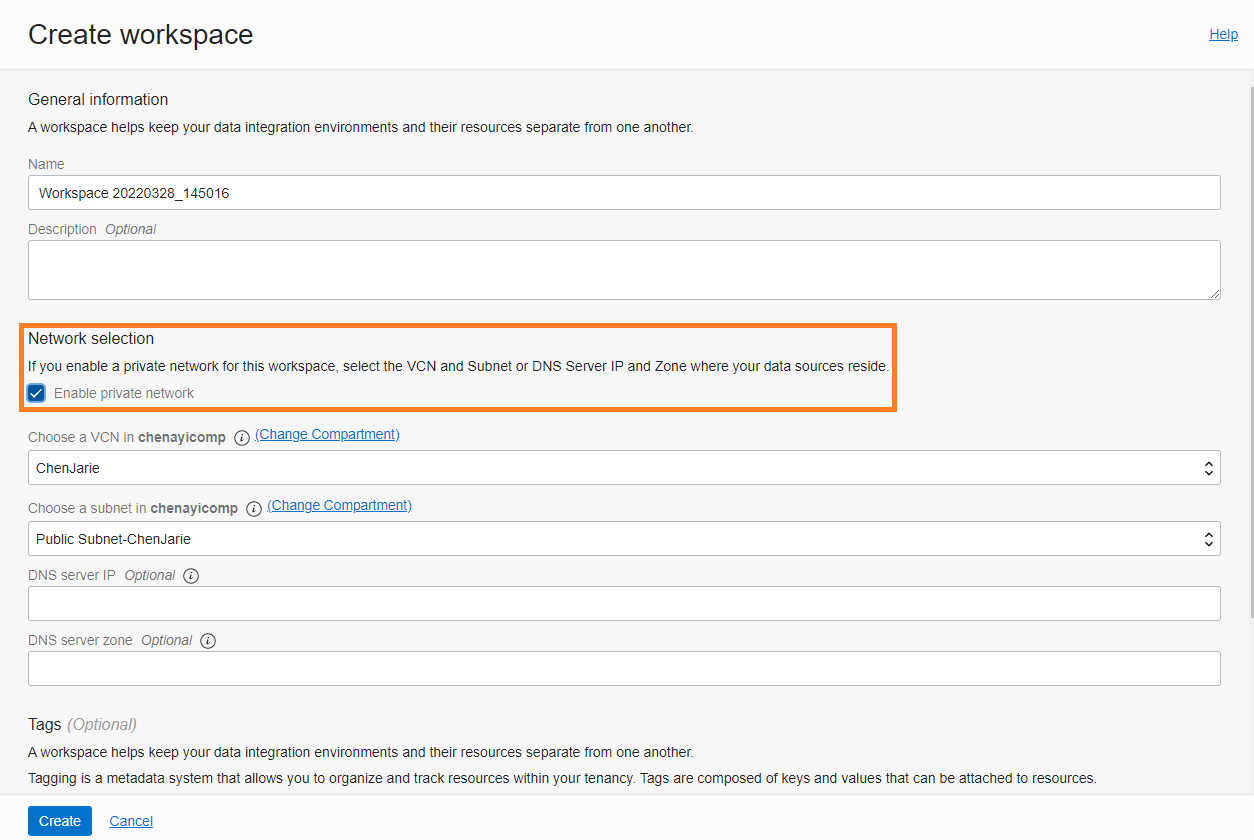 Create workspace
Help
General information
A workspace helps keep your data integration environments and their resources separate from one another.
Name
Workspace 20220328_145016
Description Optional
Network selection
If you enable a private network for this workspace, select the VCN and Subnet or DNS Server IP and Zone where your data sources reside.
Enable private network
Choose a VCN in chenayicomp (Change Compartment)
ChenJarie
Choose a subnet in chenayicomp (Change Compartment)
Public Subnet-ChenJarie
DNS server IP Optional
DNS server zone Optional
Tags (Optional)
A workspace helps keep your data integration environments and their resources separate from one another.
Tagging is a metadata system that allows you to organize and track resources within your tenancy. Tags are composed of keys and values that can be attached to resources.
Create Cancel